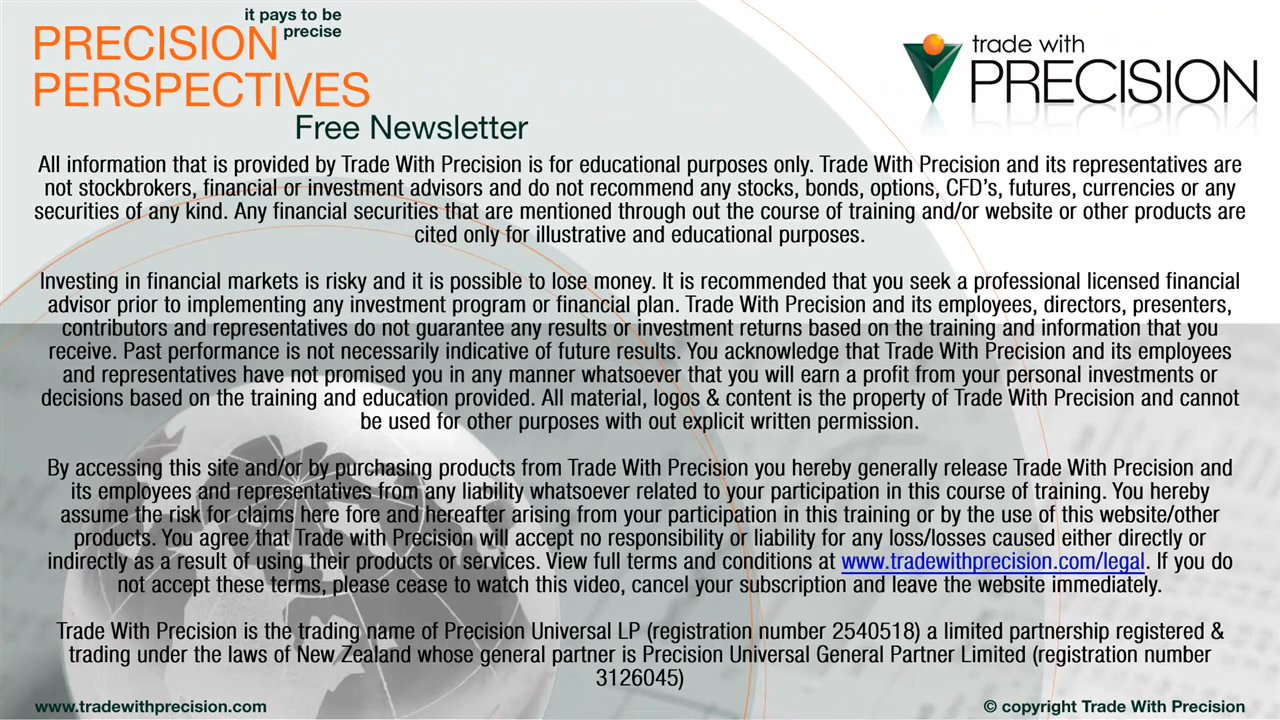 it pays to be
precise
PRECISION
PERSPECTIVES
Free Newsletter
trade with
PRECISION
All information that is provided by Trade With Precision is for educational purposes only. Trade With Precision and its representatives are
not stockbrokers, financial or investment advisors and do not recommend any stocks, bonds, options, CFD's, futures, currencies or any
securities of any kind. Any financial securities that are mentioned through out the course of training and/or website or other products are
cited only for illustrative and educational purposes.
Investing in financial markets is risky and it is possible to lose money. It is recommended that you seek a professional licensed financial
advisor prior to implementing any investment program or financial plan. Trade With Precision and its employees, directors, presenters,
contributors and representatives do not guarantee any results or investment returns based on the training and information that you
receive. Past performance is not necessarily indicative of future results. You acknowledge that Trade With Precision and its employees
and representatives have not promised you in any manner whatsoever that you will earn a profit from your personal investments or
decisions based on the training and education provided. All material, logos & content is the property of Trade With Precision and cannot
be used for other purposes with out explicit written permission.
By accessing this site and/or by purchasing products from Trade With Precision you hereby generally release Trade With Precision and
its employees and representatives from any liability whatsoever related to your participation in this course of training. You hereby
assume the risk for claims here fore and hereafter arising from your participation in this training or by the use of this website/other
products. You agree that Trade with Precision will accept no responsibility or liability for any loss/losses caused either directly or
indirectly as a result of using their products or services. View full terms and conditions at www.tradewithprecision.com/legal. If you do
not accept these terms, please cease to watch this video, cancel your subscription and leave the website immediately.
Trade With Precision is the trading name of Precision Universal LP (registration number 2540518) a limited partnership registered &
trading under the laws of New Zealand whose general partner is Precision Universal General Partner Limited (registration number
3126045)
www.tradewithprecision.com
© copyright Trade With Precision